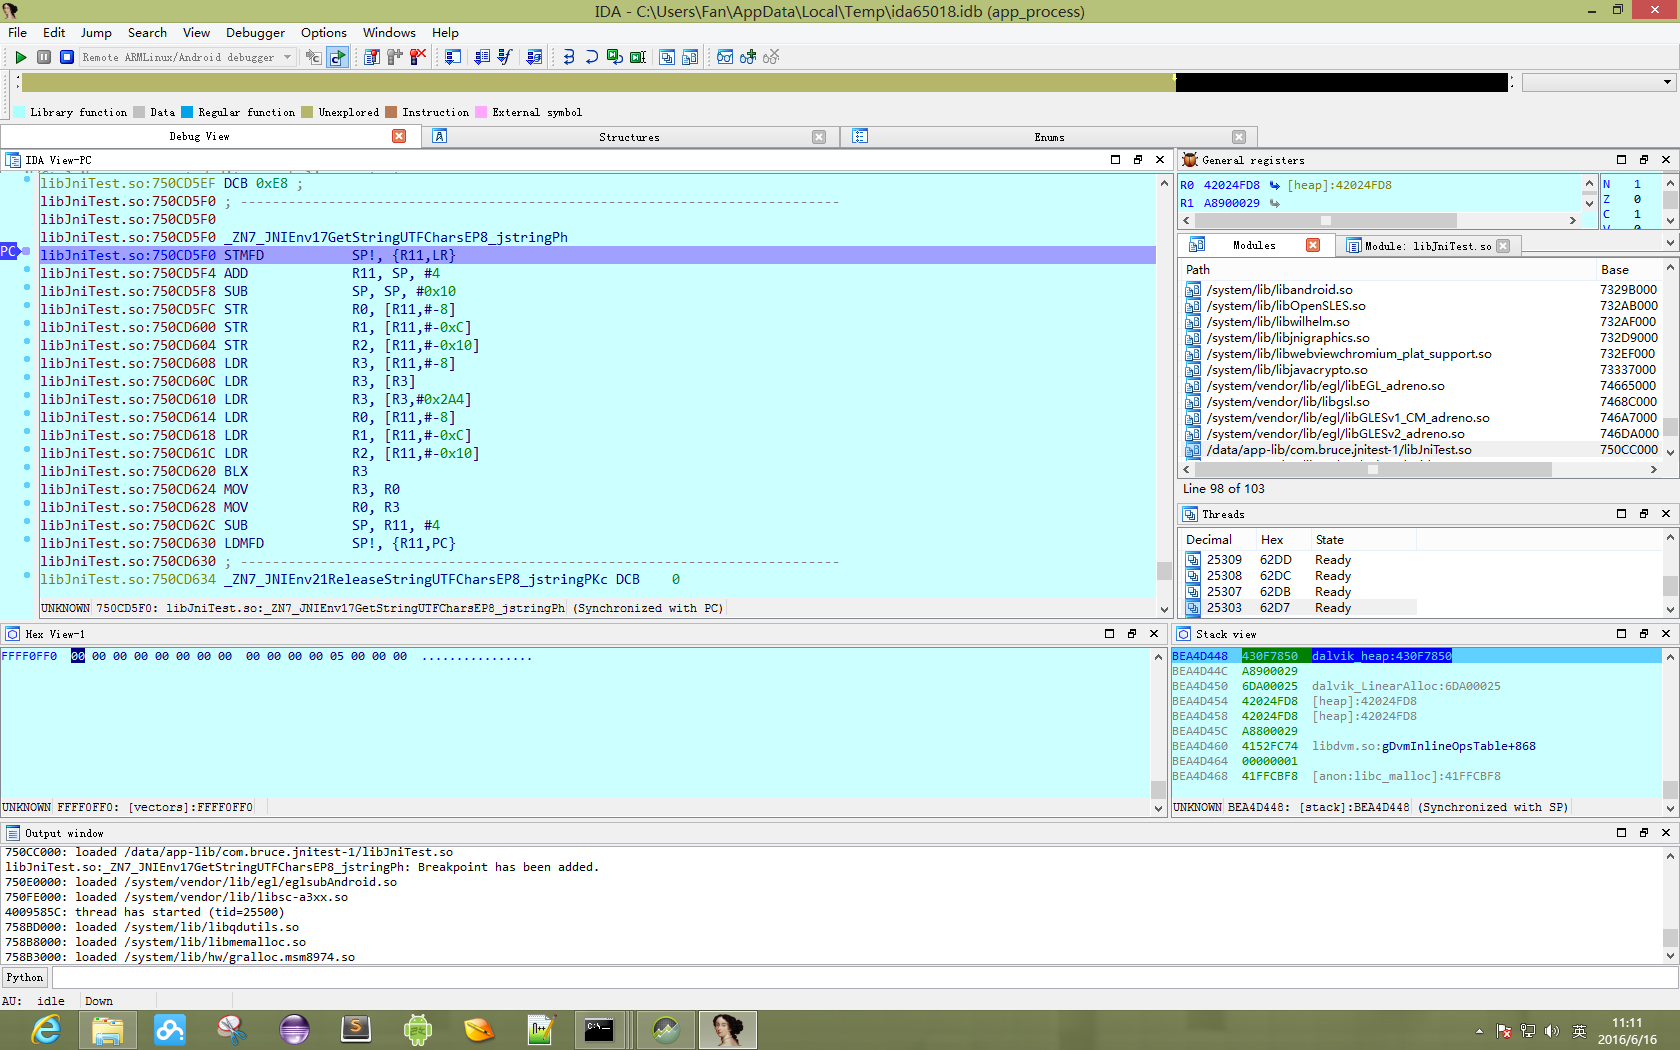 IDA - C:\Users\Fan\AppData\Local\Temp\ida65018.idb (app_process)
File Edit Jump Search View Debugger Options Windows Help
Remote ARMLinux/Android debugger
Library function Data Regular function Unexplored Instruction External symbol
Debug View Structures Enums
IDA View-PC
libJniTest.so:750CD5EF DCB 0xE8 ;
libJniTest.so:750CD5F0 ; ---------------------------------------------------------------------------
libJniTest.so:750CD5F0
libJniTest.so:750CD5F0 _ZN7_JNIEnv17GetStringUTFCharsEP8_jstringPh
PC
libJniTest.so:750CD5F0 STMFD SP!, {R11,LR}
libJniTest.so:750CD5F4 ADD R11, SP, #4
libJniTest.so:750CD5F8 SUB SP, SP, #0x10
libJniTest.so:750CD5FC STR R0, [R11,#-8]
libJniTest.so:750CD600 STR R1, [R11,#-0xC]
libJniTest.so:750CD604 STR R2, [R11,#-0x10]
libJniTest.so:750CD608 LDR R3, [R11,#-8]
libJniTest.so:750CD60C LDR R3, [R3]
libJniTest.so:750CD610 LDR R3, [R3,#0x2A4]
libJniTest.so:750CD614 LDR R0, [R11,#-8]
libJniTest.so:750CD618 LDR R1, [R11,#-0xC]
libJniTest.so:750CD61C LDR R2, [R11,#-0x10]
libJniTest.so:750CD620 BLX R3
libJniTest.so:750CD624 MOV R3, R0
libJniTest.so:750CD628 MOV R0, R3
libJniTest.so:750CD62C SUB SP, R11, #4
libJniTest.so:750CD630 LDMFD SP!, {R11,PC}
libJniTest.so:750CD630 ; ---------------------------------------------------------------------------
libJniTest.so:750CD634 _ZN7_JNIEnv21ReleaseStringUTFCharsEP8_jstringPKc DCB 0
UNKNOWN 750CD5F0: libJniTest.so:_ZN7_JNIEnv17GetStringUTFCharsEP8_jstringPh (Synchronized with PC)
General registers
R0 42024FD8 [heap]:42024FD8
R1 A8900029
N 1
Z 0
C 1
Modules Module: libJniTest.so
Path Base
/system/lib/libandroid.so 7329B000
/system/lib/libOpenSLES.so 732AB000
/system/lib/libwilhelm.so 732AF000
/system/lib/libjnigraphics.so 732D9000
/system/lib/libwebviewchromium_plat_support.so 732EF000
/system/lib/libjavacrypto.so 73337000
/system/vendor/lib/egl/libEGL_adreno.so 74665000
/system/vendor/lib/libgsl.so 7468C000
/system/vendor/lib/egl/libGLESv1_CM_adreno.so 746A7000
/system/vendor/lib/egl/libGLESv2_adreno.so 746DA000
/data/app-lib/com.bruce.jnitest-1/libJniTest.so 750CC000
Line 98 of 103
Threads
Decimal Hex State
25309 62DD Ready
25308 62DC Ready
25307 62DB Ready
25303 62D7 Ready
Hex View-1
FFFF0FF0 00 00 00 00 00 00 00 00 00 00 00 00 05 00 00 00 ................
UNKNOWN FFFF0FF0: [vectors]:FFFF0FF0
Stack view
BEA4D448 430F7850 dalvik_heap:430F7850
BEA4D44C A8900029
BEA4D450 6DA00025 dalvik_LinearAlloc:6DA00025
BEA4D454 42024FD8 [heap]:42024FD8
BEA4D458 42024FD8 [heap]:42024FD8
BEA4D45C A8800029
BEA4D460 4152FC74 libdvm.so:gDvmInlineOpsTable+868
BEA4D464 00000001
BEA4D468 41FFCBF8 [anon:libc_malloc]:41FFCBF8
UNKNOWN BEA4D448: [stack]:BEA4D448 (Synchronized with SP)
Output window
750CC000: loaded /data/app-lib/com.bruce.jnitest-1/libJniTest.so
libJniTest.so:_ZN7_JNIEnv17GetStringUTFCharsEP8_jstringPh: Breakpoint has been added.
750E0000: loaded /system/vendor/lib/egl/eglsubAndroid.so
750FE000: loaded /system/vendor/lib/libsc-a3xx.so
4009585C: thread has started (tid=25500)
758BD000: loaded /system/lib/libqdutils.so
758B8000: loaded /system/lib/libmemalloc.so
758B3000: loaded /system/lib/hw/gralloc.msm8974.so
Python
AU: idle Down
英
11:11
2016/6/16